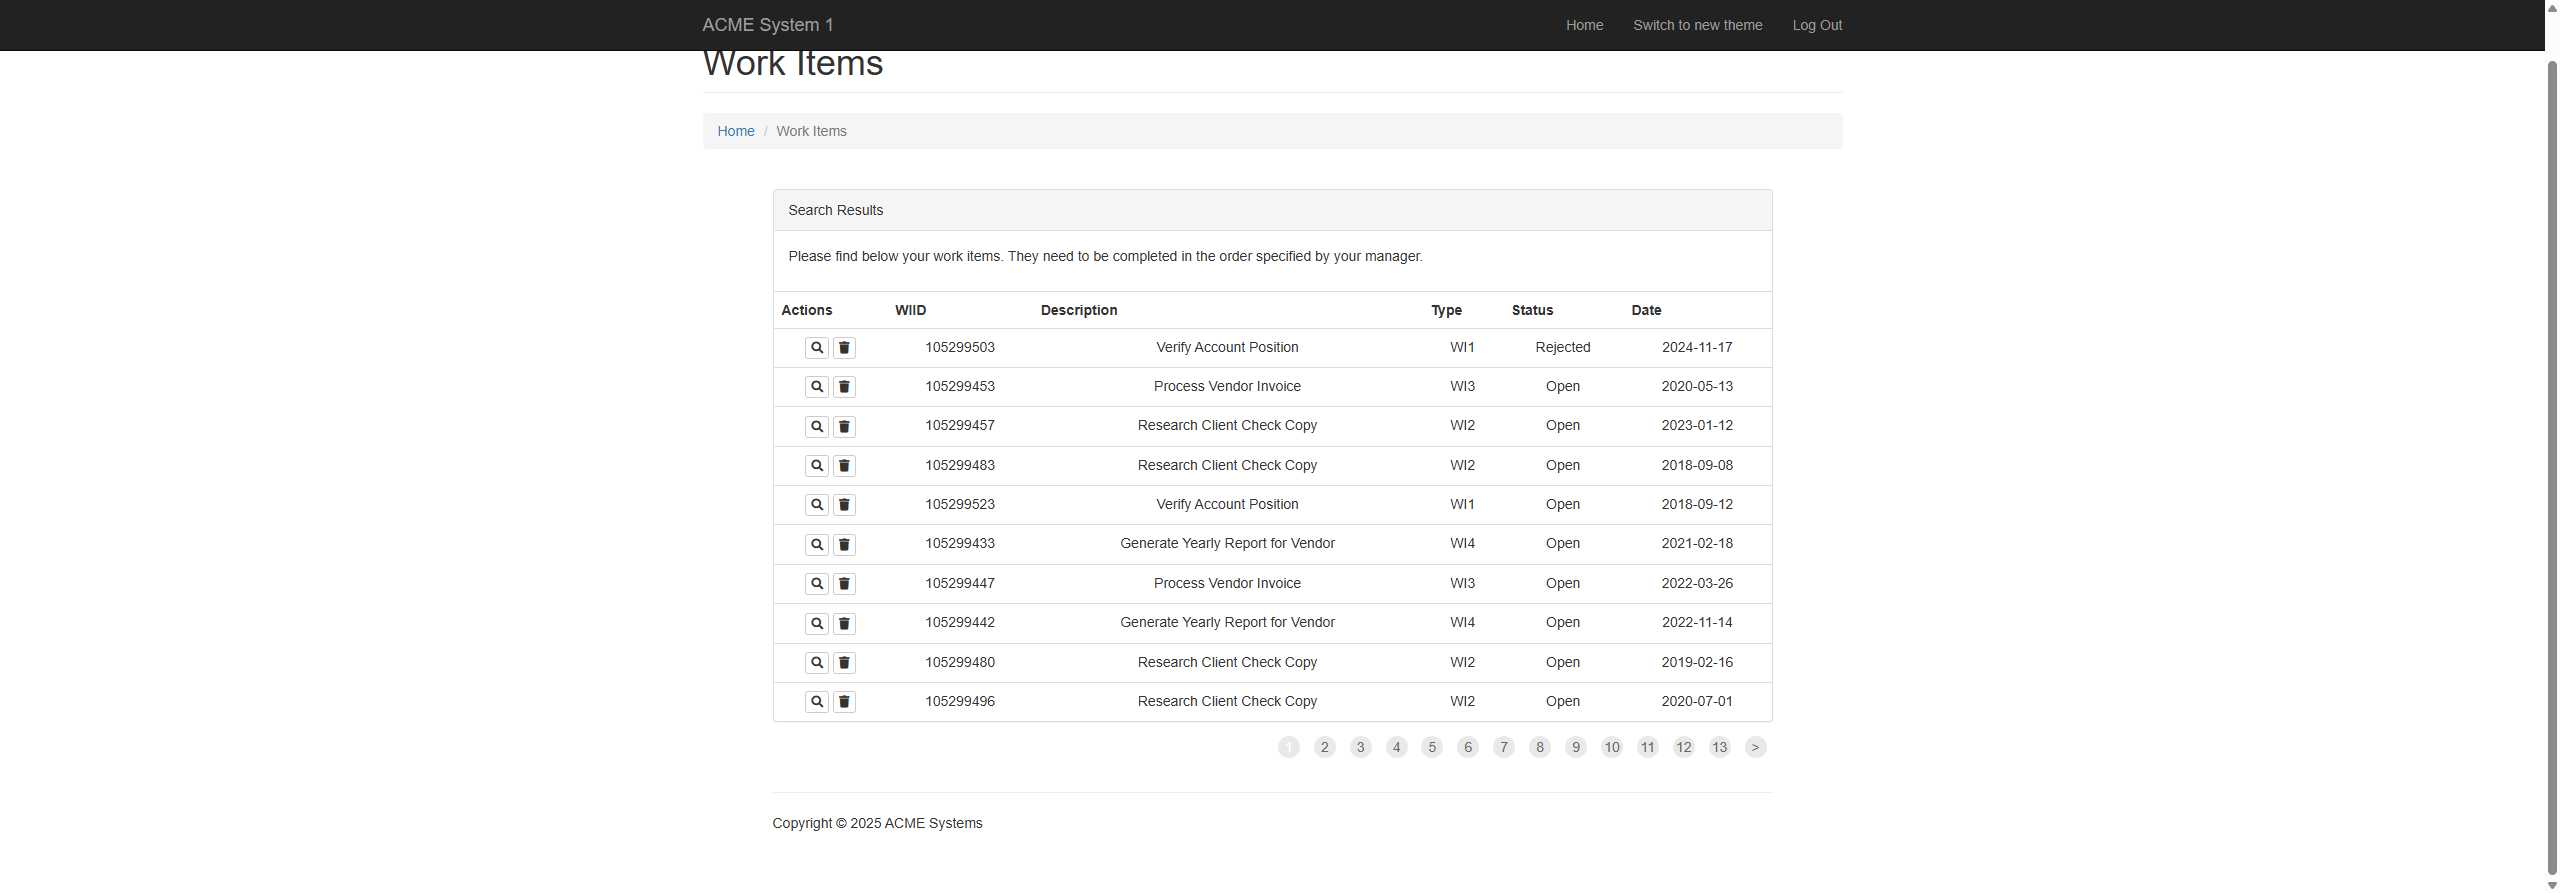 ACME System 1 Home Switch to new theme Log Out
Work Items
Home / Work Items
Search Results
Please find below your work items. They need to be completed in the order specified by your manager.
Actions WIID Description Type Status Date
105299503 Verify Account Position WI1 Rejected 2024-11-17
105299453 Process Vendor Invoice WI3 Open 2020-05-13
105299457 Research Client Check Copy WI2 Open 2023-01-12
105299483 Research Client Check Copy WI2 Open 2018-09-08
105299523 Verify Account Position WI1 Open 2018-09-12
105299433 Generate Yearly Report for Vendor WI4 Open 2021-02-18
105299447 Process Vendor Invoice WI3 Open 2022-03-26
105299442 Generate Yearly Report for Vendor WI4 Open 2022-11-14
105299480 Research Client Check Copy WI2 Open 2019-02-16
105299496 Research Client Check Copy WI2 Open 2020-07-01
1 2 3 4 5 6 7 8 9 10 11 12 13 >
Copyright © 2025 ACME Systems